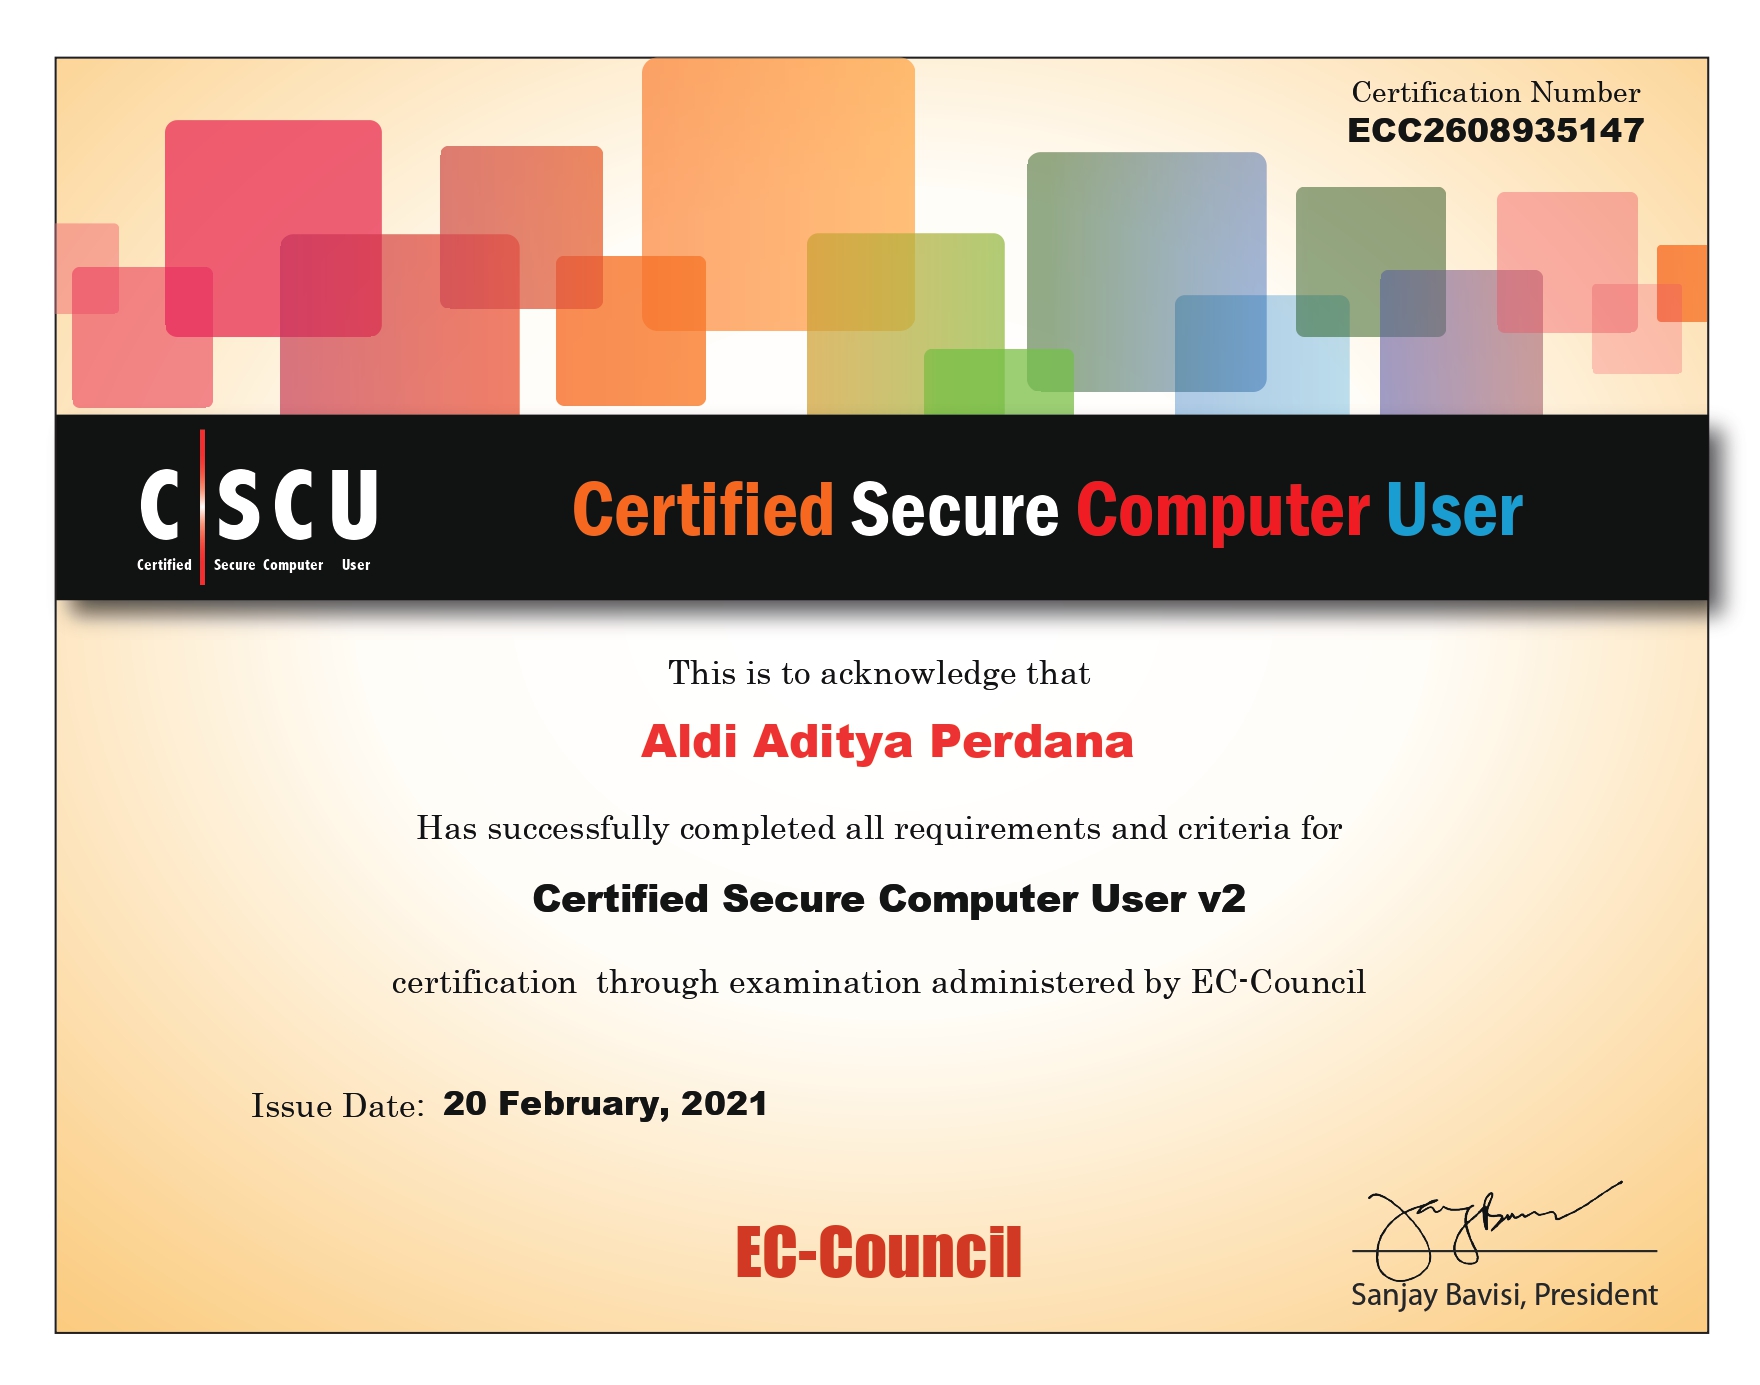 Certification Number
ECC2608935147
CSCU
Certified Secure Computer User
Certified Secure Computer User
This is to acknowledge that
Aldi Aditya Perdana
Has successfully completed all requirements and criteria for
Certified Secure Computer User v2
certification through examination administered by EC-Council
Issue Date: 20 February, 2021
EC-Council
Sanjay Bavisi, President